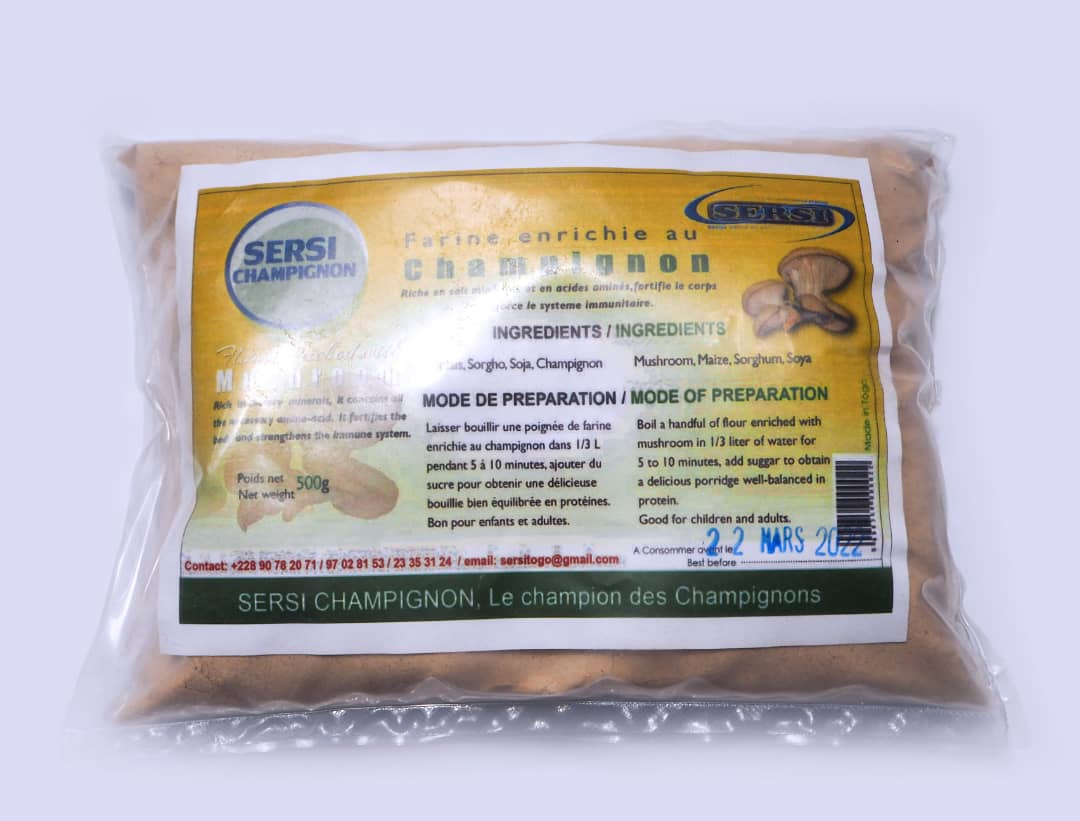 SERSI
CHAMPIGNON
SERSI
Farine enrichie au
Champignon
Riche en sels et en acides aminés, fortifie le corps
le systeme immunitaire.
INGREDIENTS / INGREDIENTS
Sorgho, Soja, Champignon
Mushroom, Maize, Sorghum, Soya
Rich minerals, it contains all
the amino-acid. It fortifies the
body and strengthens the immune system.
Poids net
Net weight
500g
MODE DE PREPARATION / MODE OF PREPARATION
Laisser bouillir une poignée de farine
enrichie au champignon dans 1/3 L
pendant 5 à 10 minutes, ajouter du
sucre pour obtenir une délicieuse
bouillie bien équilibrée en protéines.
Bon pour enfants et adultes.
Boil a handful of flour enriched with
mushroom in 1/3 liter of water for
5 to 10 minutes, add suggar to obtain
a delicious porridge well-balanced in
protein.
Good for children and adults.
Made in Togo
A Consommer avant le
Best before
22 MARS 2022
Contact: +228 90 78 20 71 / 97 02 81 53 / 23 35 31 24 / email: sersitogo@gmail.com
SERSI CHAMPIGNON, Le champion des Champignons